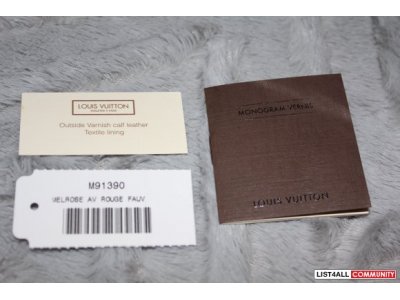 LOUIS VUITTON
Outside Varnish calf leather
Textile lining
M91390
MELROSE AV ROUGE FAUV
MONOGRAM VERNIS
LOUIS VUITTON
LIST4ALL COMMUNITY